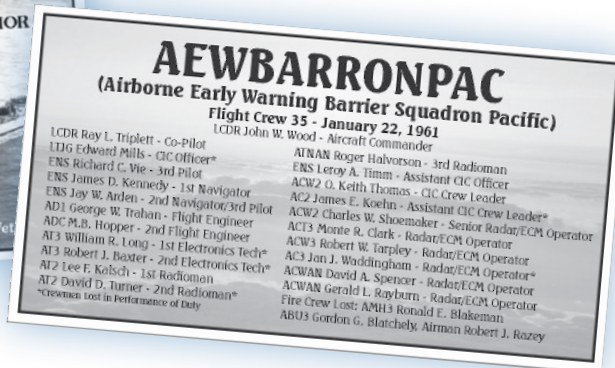 IOR
AEWBARRONPAC
(Airborne Early Warning Barrier Squadron Pacific)
Flight Crew 35 - January 22, 1961
LCDR John W. Wood - Aircraft Commander
LCDR Ray L. Triplett - Co-Pilot
LTJG Edward Mills - CIC Officer*
ENS Richard C. Vie - 3rd Pilot
ENS James D. Kennedy - 1st Navigator
ENS Jay W. Arden - 2nd Navigator/3rd Pilot
AD1 George W. Trahan - Flight Engineer
ADC M.B. Hopper - 2nd Flight Engineer
AT3 William R. Long - 1st Electronics Tech*
AT3 Robert J. Baxter - 2nd Electronics Tech*
AT2 Lee F. Kalsch - 1st Radioman
AT2 David D. Turner - 2nd Radioman*
*Crewmen Lost in Performance of Duty
ATNAN Roger Halvorson - 3rd Radioman
ENS Leroy A. Timm - Assistant CIC Officer
ACW2 O. Keith Thomas - CIC Crew Leader
AC2 James E. Koehn - Assistant CIC Crew Leader*
ACW2 Charles W. Shoemaker - Senior Radar/ECM Operator
ACT3 Monte R. Clark - Radar/ECM Operator
ACW3 Robert W. Tarpley - Radar/ECM Operator
AC3 Jan J. Waddingham - Radar/ECM Operator*
ACWAN David A. Spencer - Radar/ECM Operator
ACWAN Gerald L. Rayburn - Radar/ECM Operator
Fire Crew Lost: AMH3 Ronald E. Blakeman
ABU3 Gordon G. Blatchely, Airman Robert J. Razey